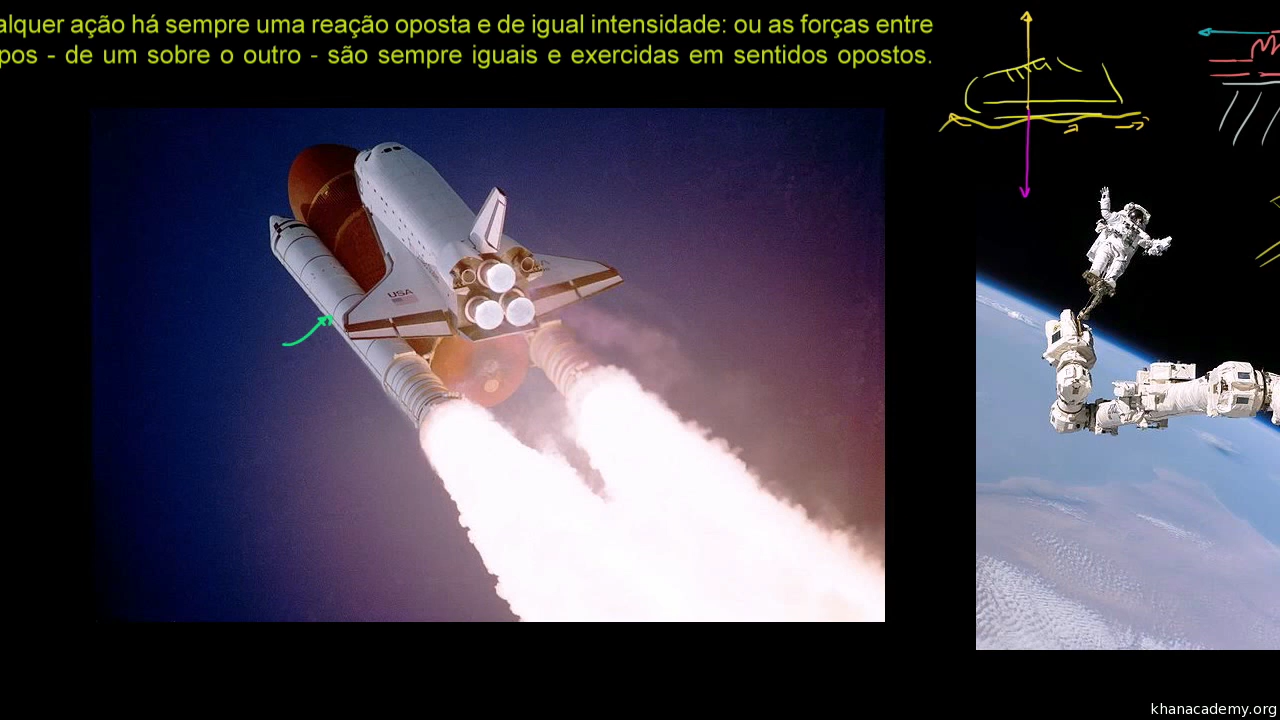 alquer ação há sempre uma reação oposta e de igual intensidade: ou as forças entre
pos - de um sobre o outro - são sempre iguais e exercidas em sentidos opostos.
USA
khanacademy.org